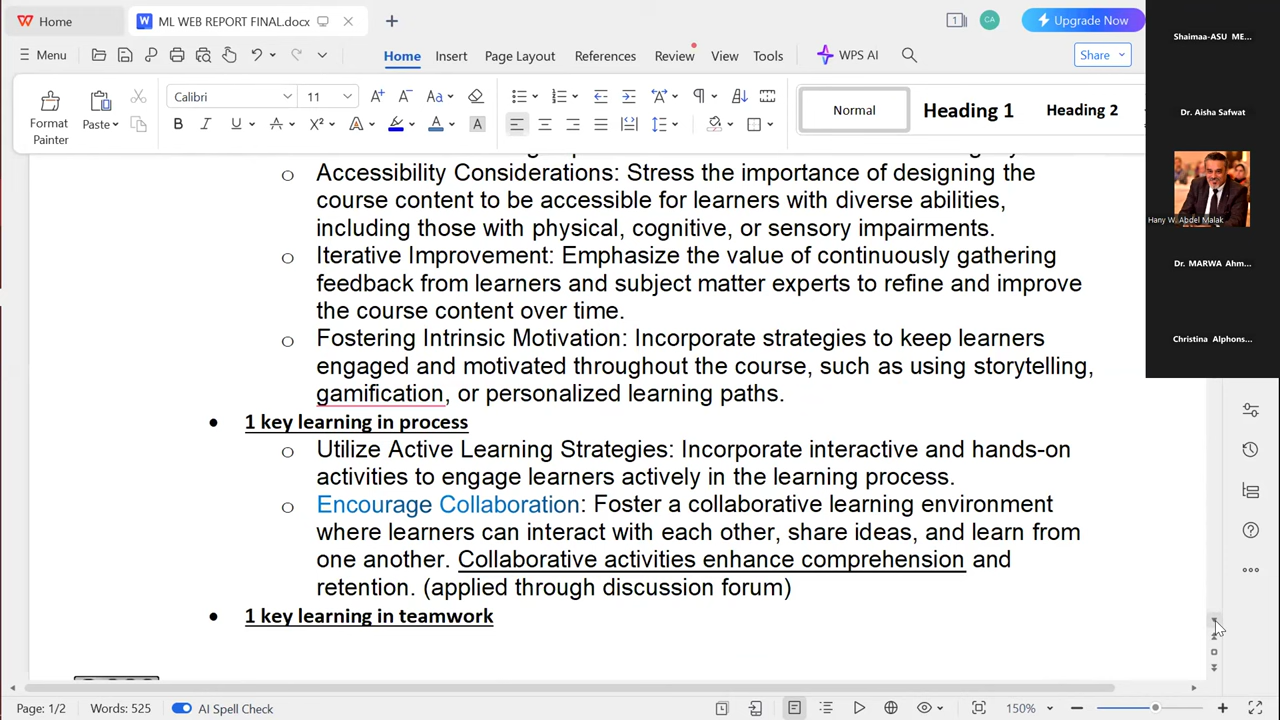 Home
ML WEB REPORT FINAL.docx
CA
Upgrade Now
Menu
Home
Insert
Page Layout
References
Review
View
Tools
WPS AI
Share
Format
Painter
Paste
Calibri
11
Normal
Heading 1
Heading 2
Accessibility Considerations: Stress the importance of designing the
course content to be accessible for learners with diverse abilities,
including those with physical, cognitive, or sensory impairments.
Iterative Improvement: Emphasize the value of continuously gathering
feedback from learners and subject matter experts to refine and improve
the course content over time.
Fostering Intrinsic Motivation: Incorporate strategies to keep learners
engaged and motivated throughout the course, such as using storytelling,
gamification, or personalized learning paths.
1 key learning in process
Utilize Active Learning Strategies: Incorporate interactive and hands-on
activities to engage learners actively in the learning process.
Encourage Collaboration: Foster a collaborative learning environment
where learners can interact with each other, share ideas, and learn from
one another. Collaborative activities enhance comprehension and
retention. (applied through discussion forum)
1 key learning in teamwork
Page: 1/2
Words: 525
AI Spell Check
150%
Shaimaa-ASU ME...
Dr. Aisha Safwat
Hany W. Abdel Malak
Dr. MARWA Ahm...
Christina Alphons...